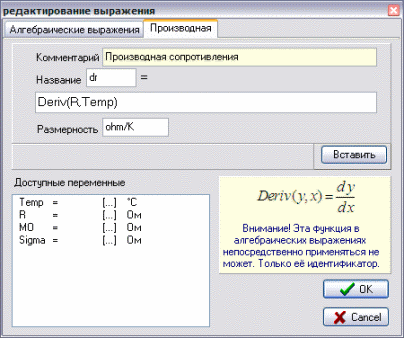 редактирование выражения
Алгебраические выражения Производная
Комментарий Производная сопротивления
Название dr =
Deriv(R,Temp)
Размерность ohm/K
Вставить
Доступные переменные
Temp = [...] °C
R = [...] Ом
MO = [...] Ом
Sigma = [...] Ом
Deriv(y,x)=dy/dx
Внимание! Эта функция в
алгебраических выражениях
непосредственно применяться не
может. Только её идентификатор.
OK
Cancel